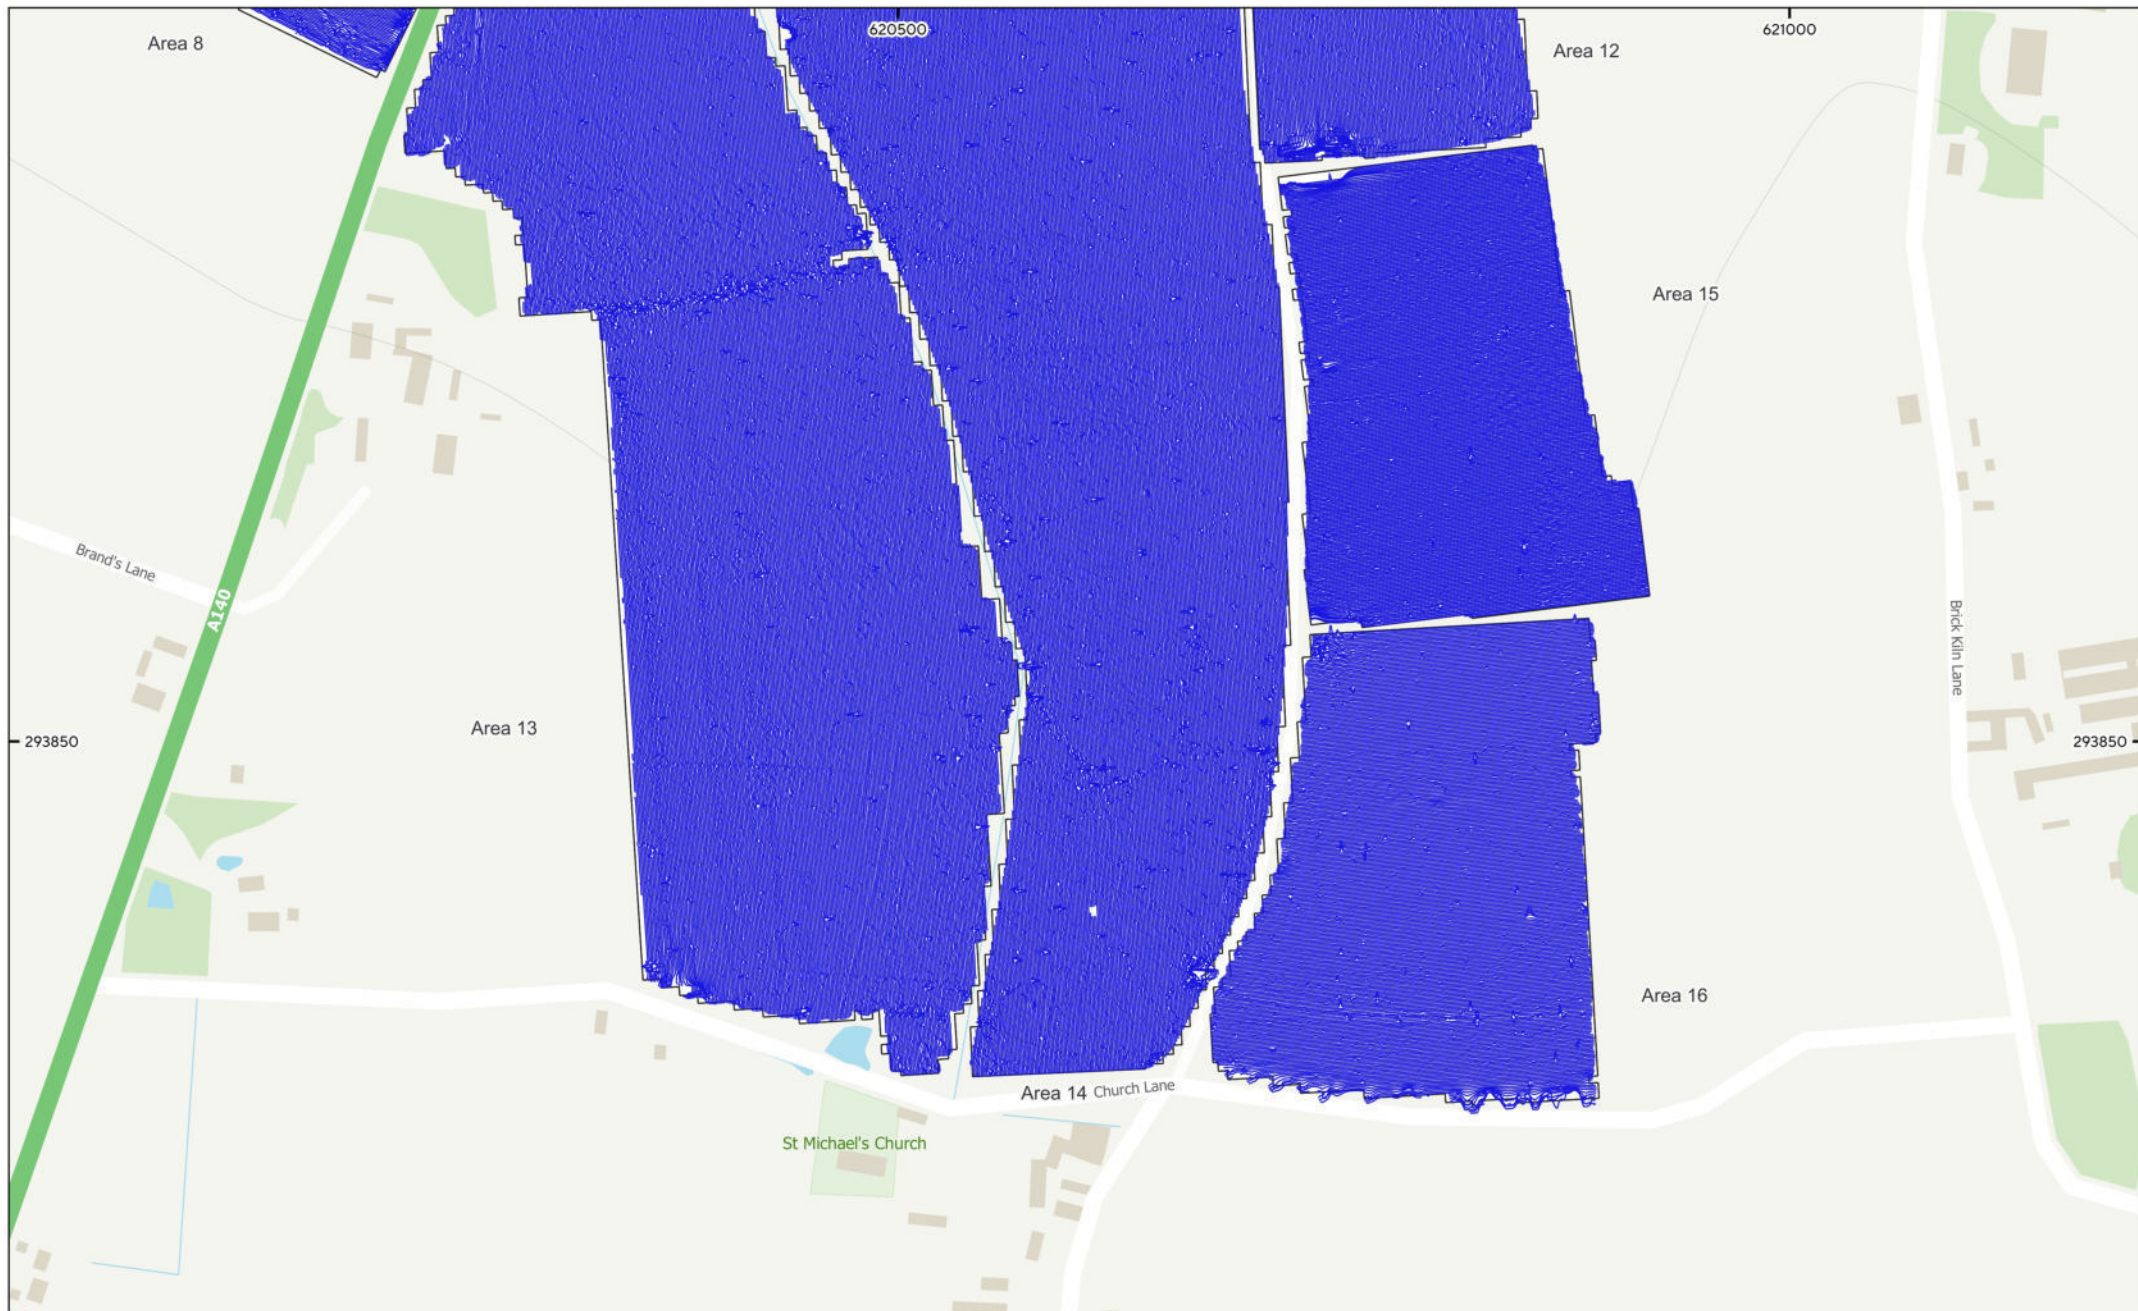 620500
621000
Area 8
Area 12
Area 15
Brand's Lane
A140
Brick Kiln Lane
Area 13
293850
293850
Area 16
Area 14
Church Lane
St Michael's Church